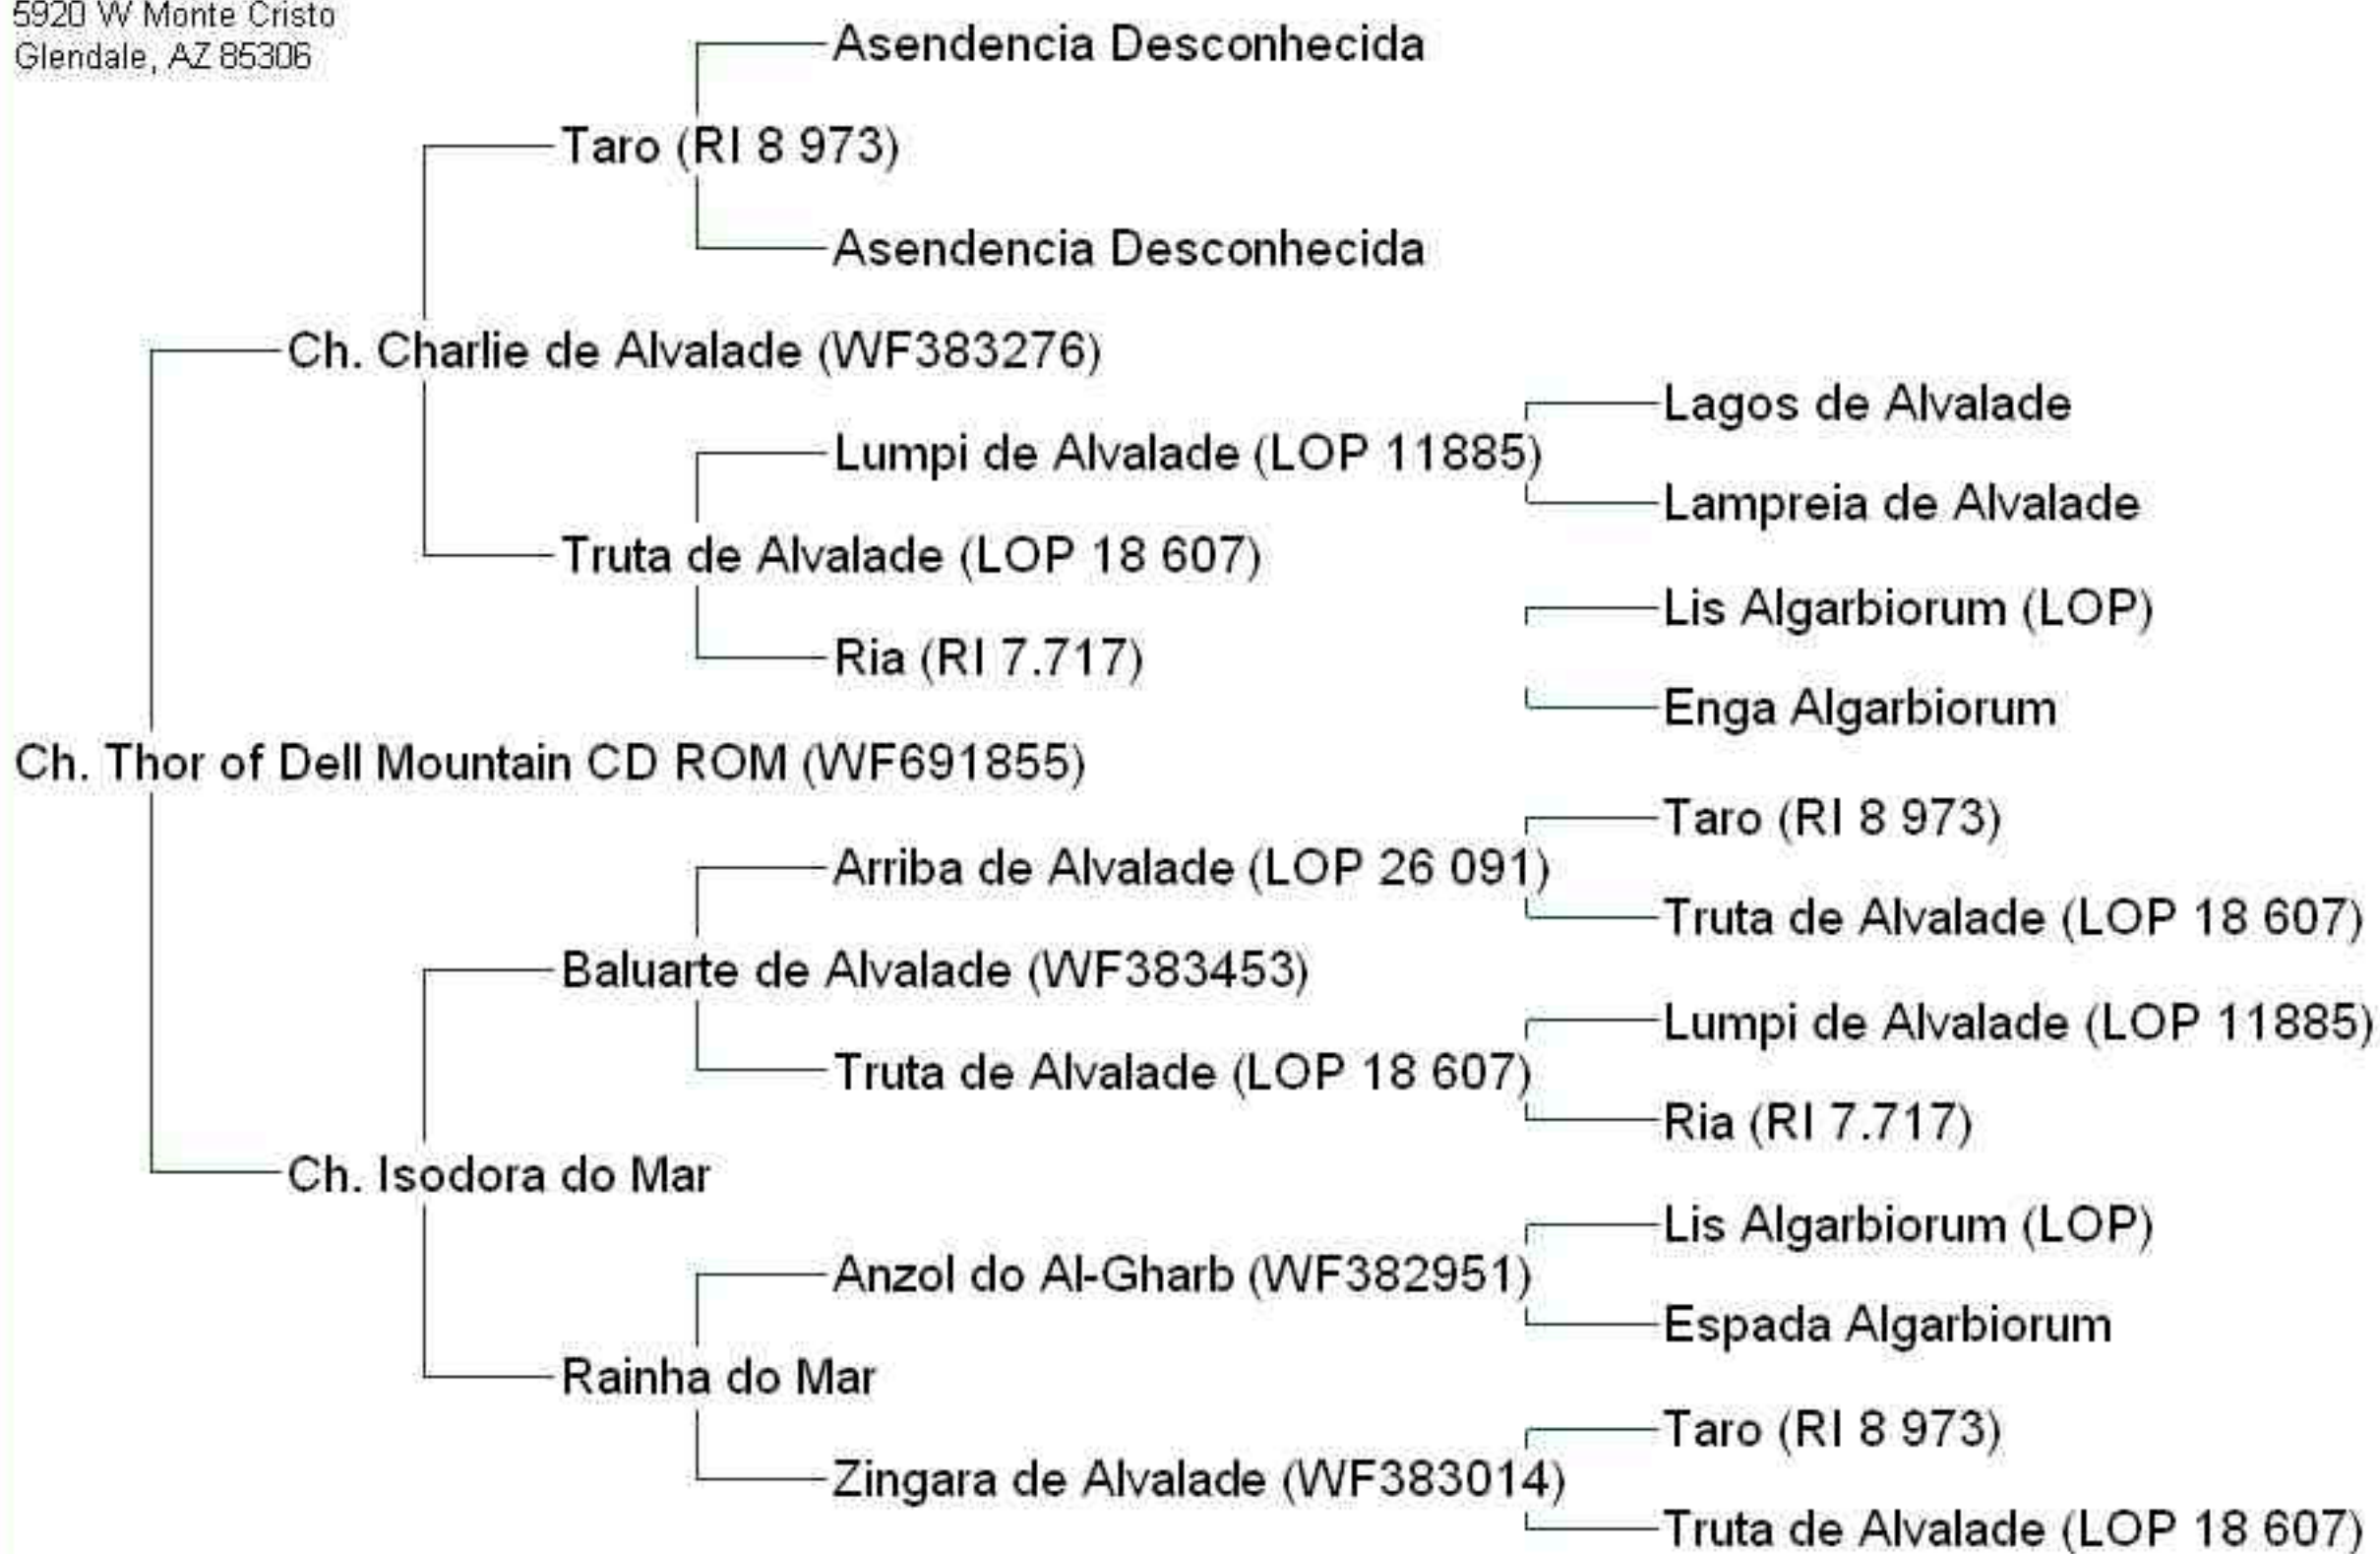 5920 W Monte Cristo
Glendale, AZ 85306
Asendencia Desconhecida
Taro (RI 8 973)
Asendencia Desconhecida
Ch. Charlie de Alvalade (WF383276)
Lagos de Alvalade
Lumpi de Alvalade (LOP 11885)
Lampreia de Alvalade
Truta de Alvalade (LOP 18 607)
Lis Algarbiorum (LOP)
Ria (RI 7.717)
Enga Algarbiorum
Ch. Thor of Dell Mountain CD ROM (WF691855)
Taro (RI 8 973)
Arriba de Alvalade (LOP 26 091)
Truta de Alvalade (LOP 18 607)
Baluarte de Alvalade (WF383453)
Lumpi de Alvalade (LOP 11885)
Truta de Alvalade (LOP 18 607)
Ria (RI 7.717)
Ch. Isodora do Mar
Lis Algarbiorum (LOP)
Anzol do Al-Gharb (WF382951)
Espada Algarbiorum
Rainha do Mar
Taro (RI 8 973)
Zingara de Alvalade (WF383014)
Truta de Alvalade (LOP 18 607)